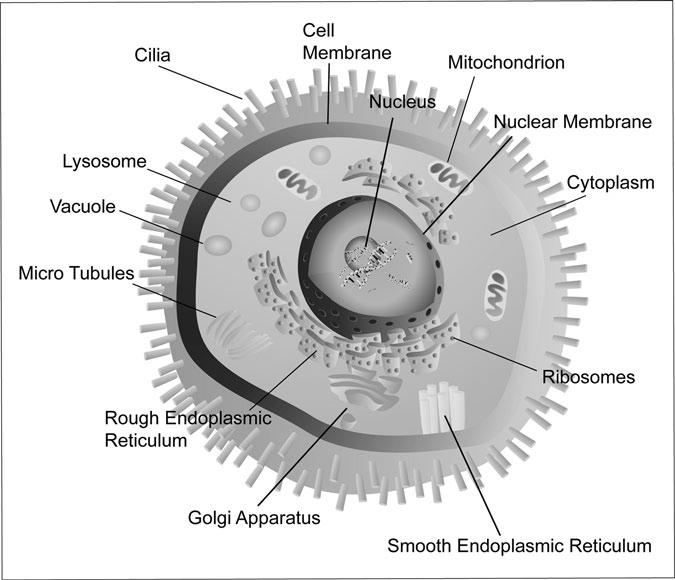 Cell
Membrane
Cilia
Mitochondrion
Nucleus
Nuclear Membrane
Lysosome
Cytoplasm
Vacuole
Micro Tubules
Ribosomes
Rough Endoplasmic
Reticulum
Golgi Apparatus
Smooth Endoplasmic Reticulum